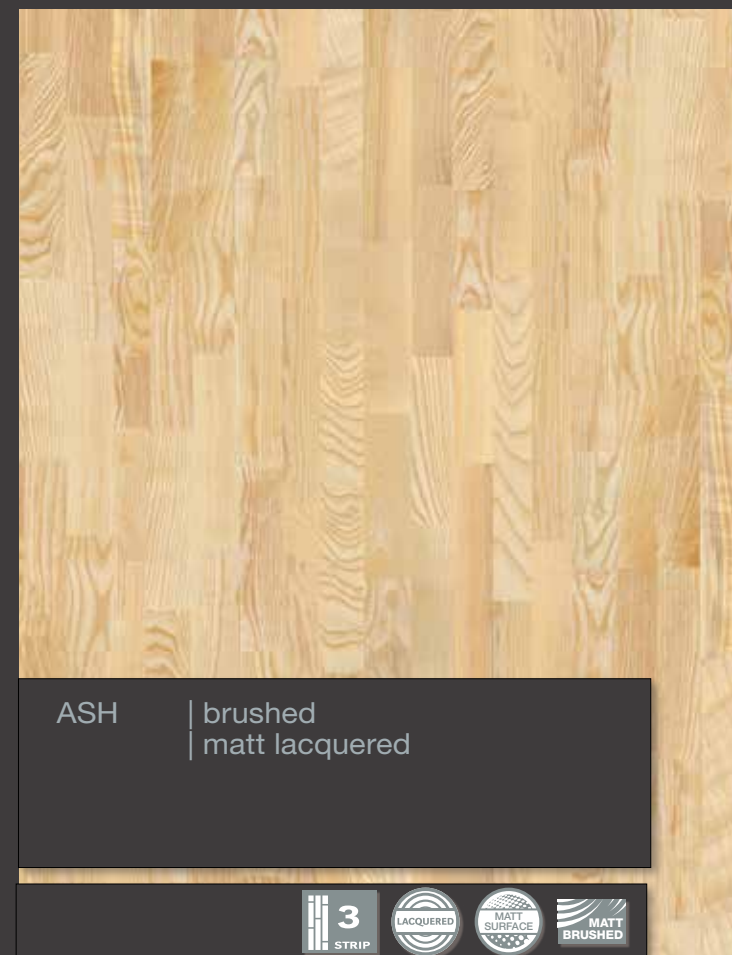 ASH | brushed
| matt lacquered
3
STRIP
LACQUERED
MATT
SURFACE
MATT
BRUSHED